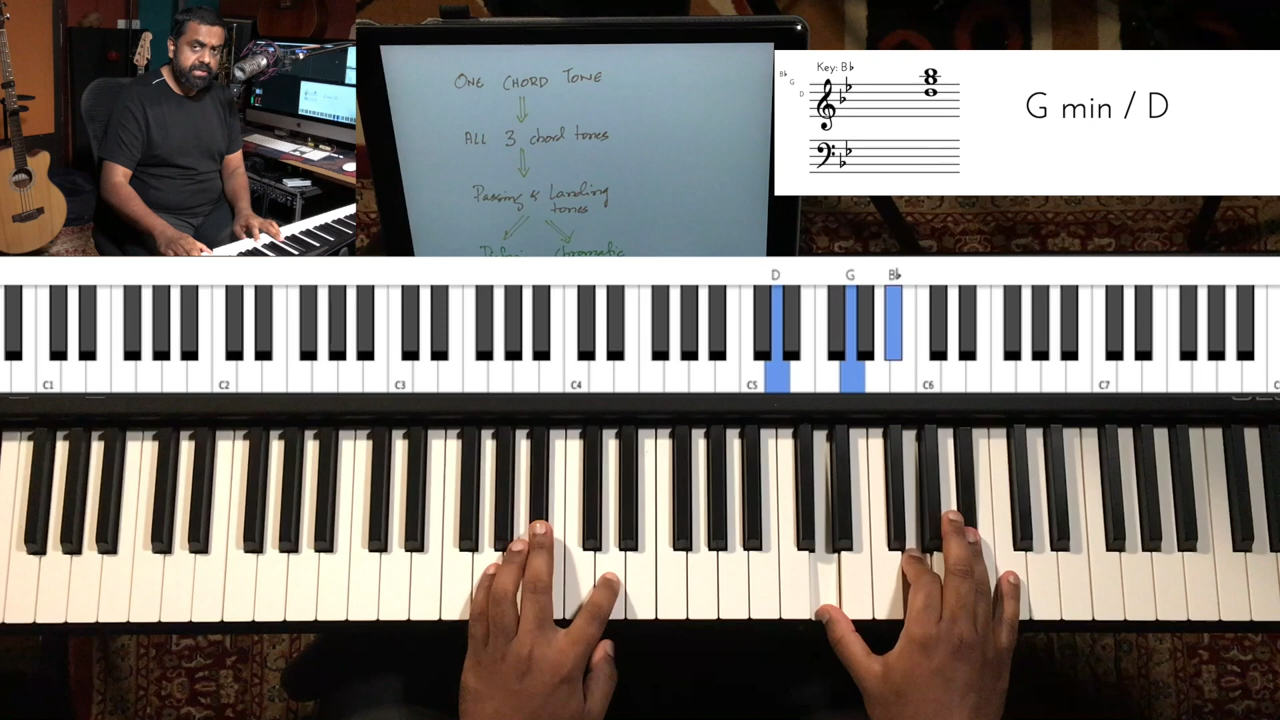 ONE CHORD TONE
ALL 3 chord tones
Passing & Landing
tones
chromatic
Key: B♭
B♭
G
D
G min / D
D G B♭
C1 C2 C3 C4 C5 C6 C7